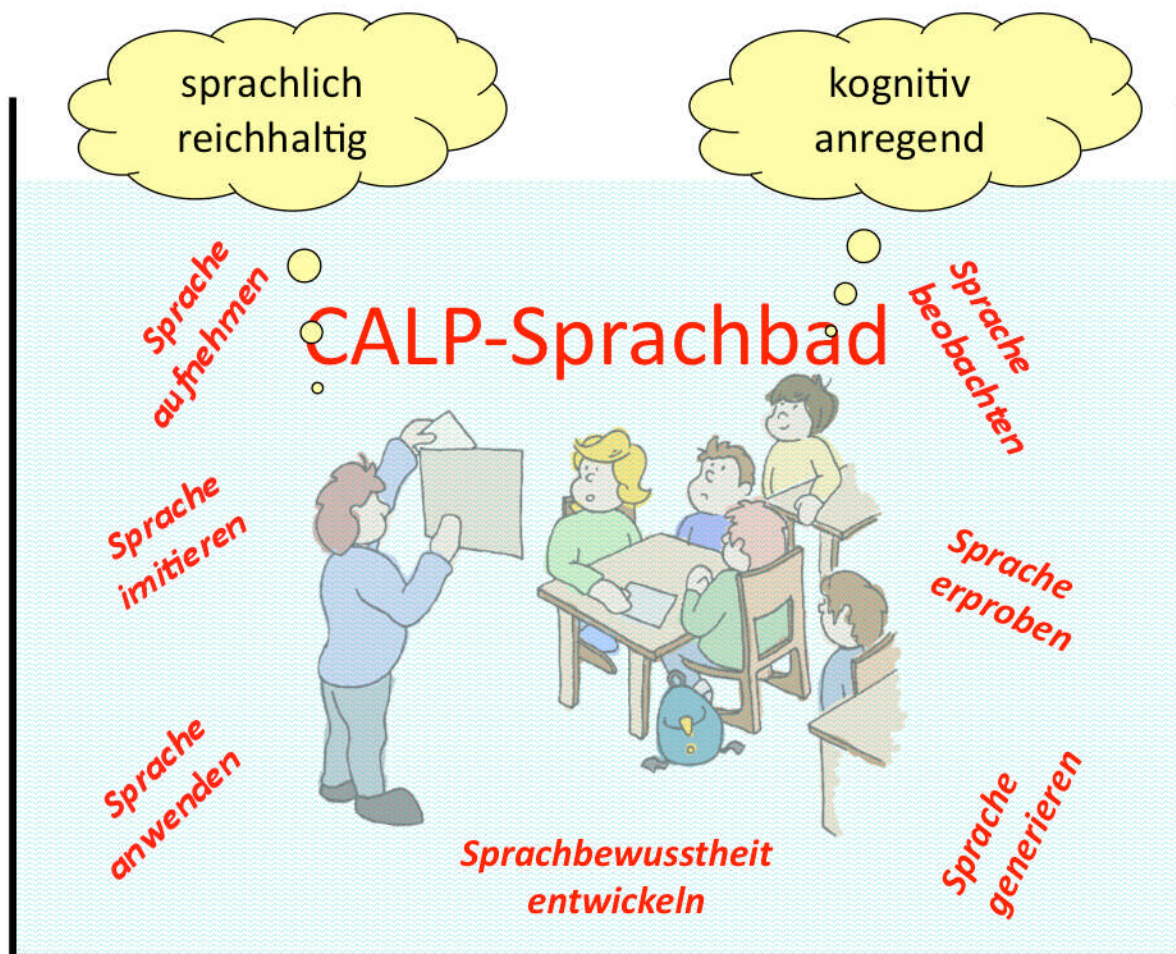 sprachlich
reichhaltig
kognitiv
anregend
Sprache
aufnehmen
CALP-Sprachbad
Sprache
beobachten
Sprache
imitieren
Sprache
erproben
Sprache
anwenden
Sprachbewusstheit
entwickeln
Sprache
generieren